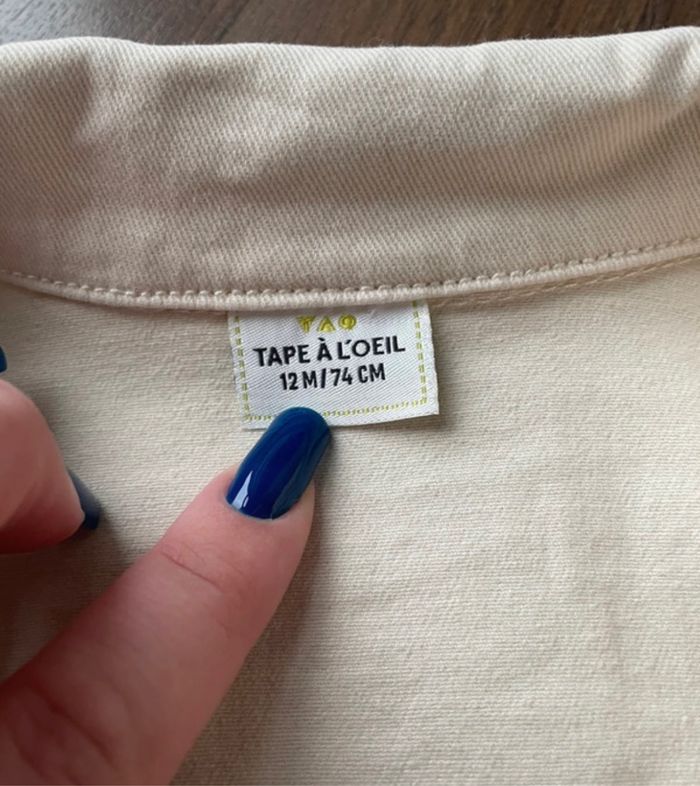 TAO
TAPE À L'OEIL
12 M/74 CM